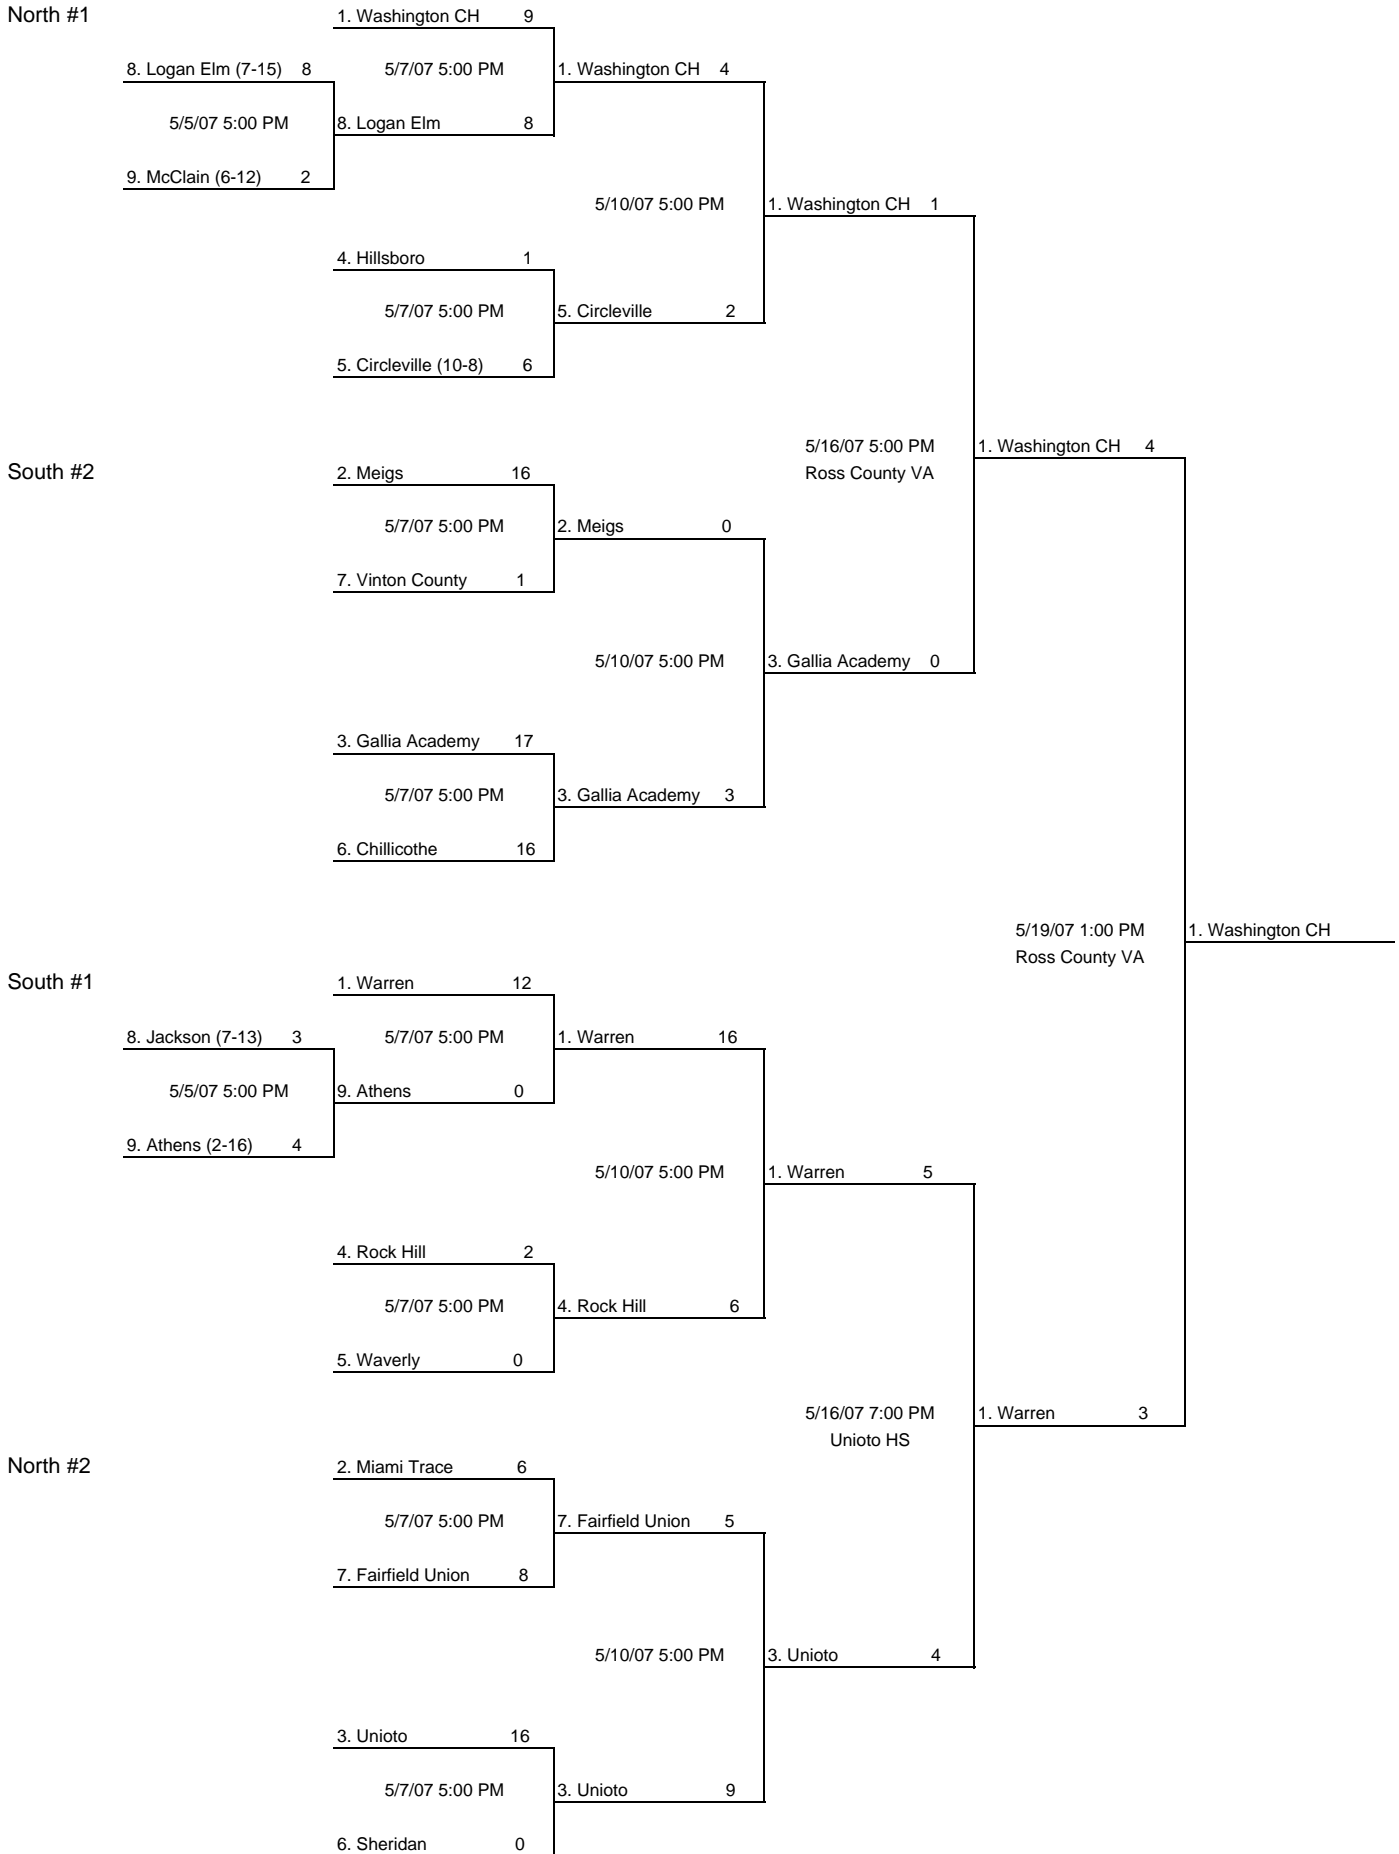 North #1
1. Washington CH 9
8. Logan Elm (7-15) 8
5/7/07 5:00 PM
1. Washington CH 4
5/5/07 5:00 PM
8. Logan Elm 8
9. McClain (6-12) 2
5/10/07 5:00 PM
1. Washington CH 1
4. Hillsboro 1
5/7/07 5:00 PM
5. Circleville 2
5. Circleville (10-8) 6
5/16/07 5:00 PM
Ross County VA
1. Washington CH 4
South #2
2. Meigs 16
5/7/07 5:00 PM
2. Meigs 0
7. Vinton County 1
5/10/07 5:00 PM
3. Gallia Academy 0
3. Gallia Academy 17
5/7/07 5:00 PM
3. Gallia Academy 3
6. Chillicothe 16
5/19/07 1:00 PM
Ross County VA
1. Washington CH
South #1
1. Warren 12
8. Jackson (7-13) 3
5/7/07 5:00 PM
1. Warren 16
5/5/07 5:00 PM
9. Athens 0
9. Athens (2-16) 4
5/10/07 5:00 PM
1. Warren 5
4. Rock Hill 2
5/7/07 5:00 PM
4. Rock Hill 6
5. Waverly 0
5/16/07 7:00 PM
Unioto HS
1. Warren 3
North #2
2. Miami Trace 6
5/7/07 5:00 PM
7. Fairfield Union 5
7. Fairfield Union 8
5/10/07 5:00 PM
3. Unioto 4
3. Unioto 16
5/7/07 5:00 PM
3. Unioto 9
6. Sheridan 0